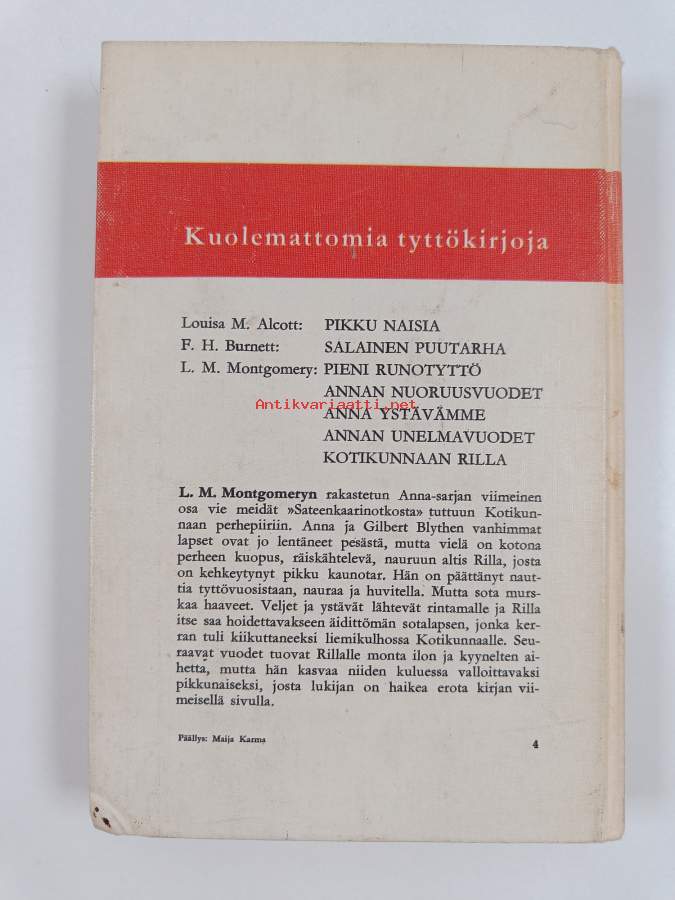 Kuolemattomia tyttökirjoja
Louisa M. Alcott: PIKKU NAISIA
F. H. Burnett: SALAINEN PUUTARHA
L. M. Montgomery: PIENI RUNOTYTTÖ
ANNAN NUORUUSVUODET
Antikvariaatti.net
ANNA YSTÄVÄMME
ANNAN UNELMAVUODET
KOTIKUNNAAN RILLA
L. M. Montgomeryn rakastetun Anna-sarjan viimeinen
osa vie meidät »Sateenkaarinotkosta» tuttuun Kotikun-
naan perhepiiriin. Anna ja Gilbert Blythen vanhimmat
lapset ovat jo lentäneet pesästä, mutta vielä on kotona
perheen kuopus, räiskähtelevä, nauruun altis Rilla, josta
on kehkeytynyt pikku kaunotar. Hän on päättänyt naut-
tia tyttövuosistaan, nauraa ja huvitella. Mutta sota murs-
kaa haaveet. Veljet ja ystävät lähtevät rintamalle ja Rilla
itse saa hoidettavakseen äidittömän sotalapsen, jonka ker-
ran tuli kiikuttaneeksi liemikulhossa Kotikunnaalle. Seu-
raavat vuodet tuovat Rillalle monta ilon ja kyynelten ai-
hetta, mutta hän kasvaa niiden kuluessa valloittavaksi
pikkunaiseksi, josta lukijan on haikea erota kirjan vii-
meisellä sivulla.
Päällys: Maija Karma 4